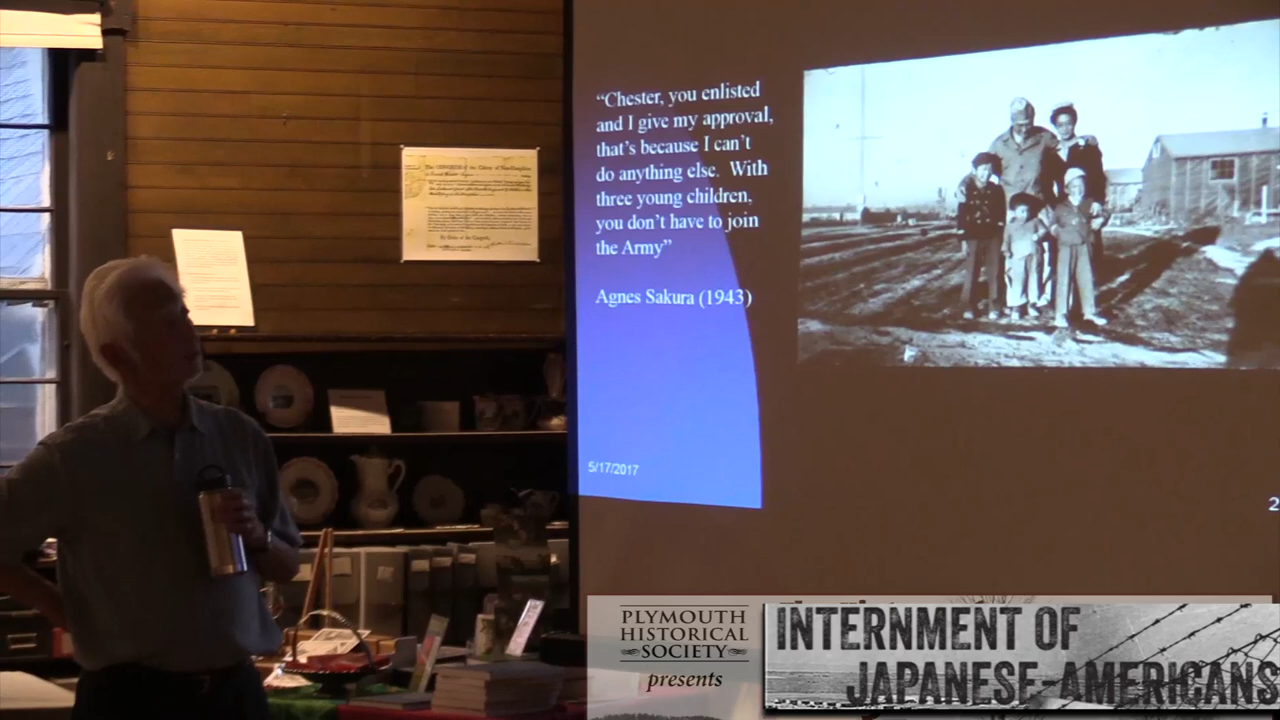 “Chester, you enlisted
and I give my approval,
that’s because I can’t
do anything else. With
three young children,
you don’t have to join
the Army”
Agnes Sakura (1943)
5/17/2017
2
PLYMOUTH
HISTORICAL
SOCIETY
presents
INTERNMENT OF
JAPANESE-AMERICANS